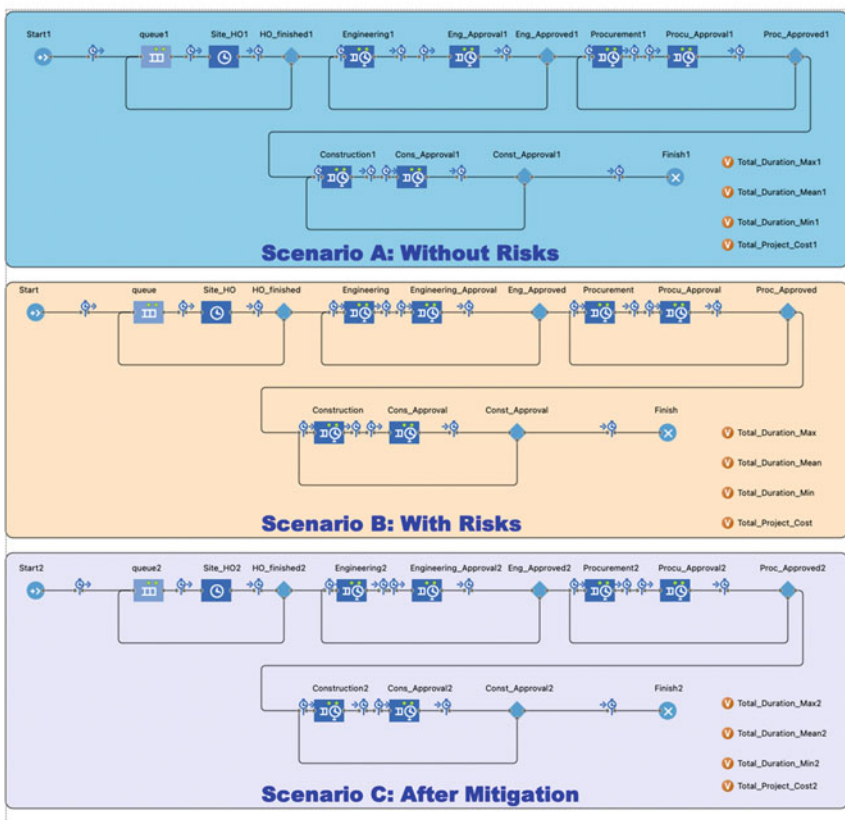 Start1 queue1 Site_HO1 HO_finished1 Engineering1 Eng_Approval1 Eng_Approved1 Procurement1 Procu_Approval1 Proc_Approved1
Construction1 Cons_Approval1 Const_Approval1 Finish1
Total_Duration_Max1
Total_Duration_Mean1
Total_Duration_Min1
Total_Project_Cost1
Scenario A: Without Risks
Start queue Site_HO HO_finished Engineering Engineering_Approval Eng_Approved Procurement Procu_Approval Proc_Approved
Construction Cons_Approval Const_Approval Finish
Total_Duration_Max
Total_Duration_Mean
Total_Duration_Min
Total_Project_Cost
Scenario B: With Risks
Start2 queue2 Site_HO2 HO_finished2 Engineering2 Engineering_Approval2 Eng_Approved2 Procurement2 Procu_Approval2 Proc_Approved2
Construction2 Cons_Approval2 Const_Approval2 Finish2
Total_Duration_Max2
Total_Duration_Mean2
Total_Duration_Min2
Total_Project_Cost2
Scenario C: After Mitigation